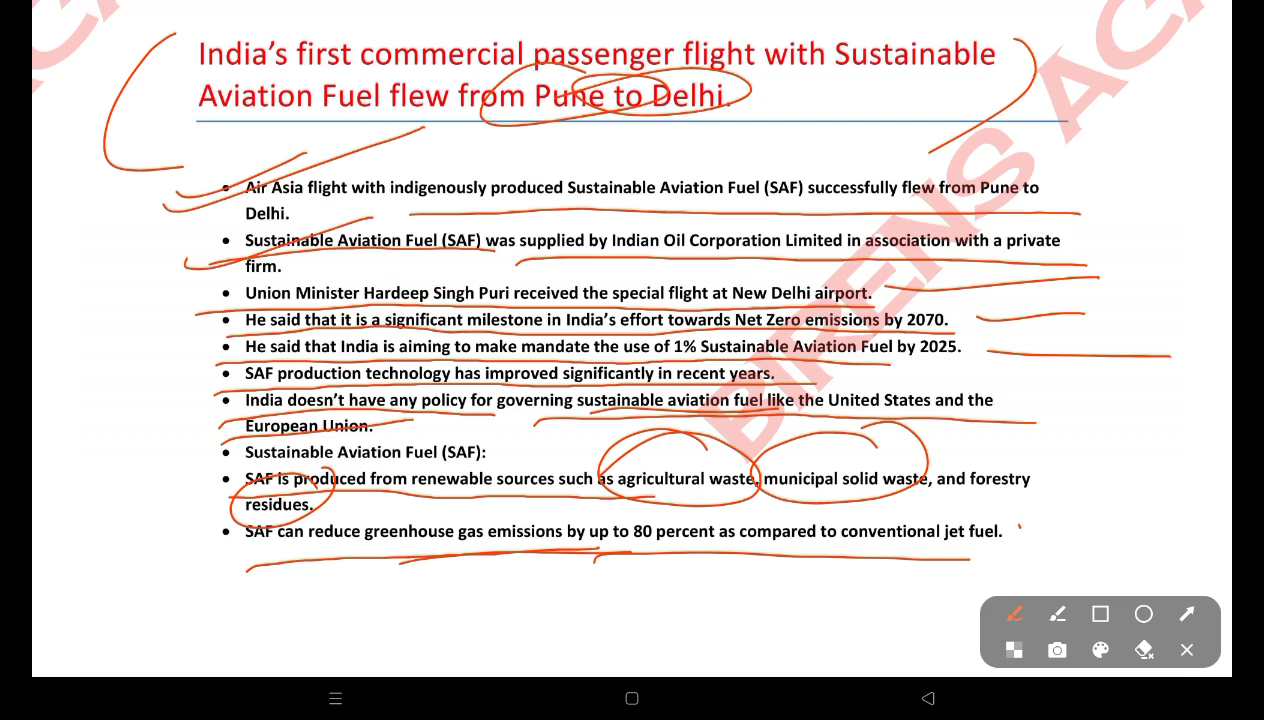 India’s first commercial passenger flight with Sustainable
Aviation Fuel flew from Pune to Delhi.
• Air Asia flight with indigenously produced Sustainable Aviation Fuel (SAF) successfully flew from Pune to
Delhi.
• Sustainable Aviation Fuel (SAF) was supplied by Indian Oil Corporation Limited in association with a private
firm.
• Union Minister Hardeep Singh Puri received the special flight at New Delhi airport.
• He said that it is a significant milestone in India’s effort towards Net Zero emissions by 2070.
• He said that India is aiming to make mandate the use of 1% Sustainable Aviation Fuel by 2025.
• SAF production technology has improved significantly in recent years.
• India doesn’t have any policy for governing sustainable aviation fuel like the United States and the
European Union.
• Sustainable Aviation Fuel (SAF):
• SAF is produced from renewable sources such as agricultural waste, municipal solid waste, and forestry
residues.
• SAF can reduce greenhouse gas emissions by up to 80 percent as compared to conventional jet fuel.
BIRENS ACA